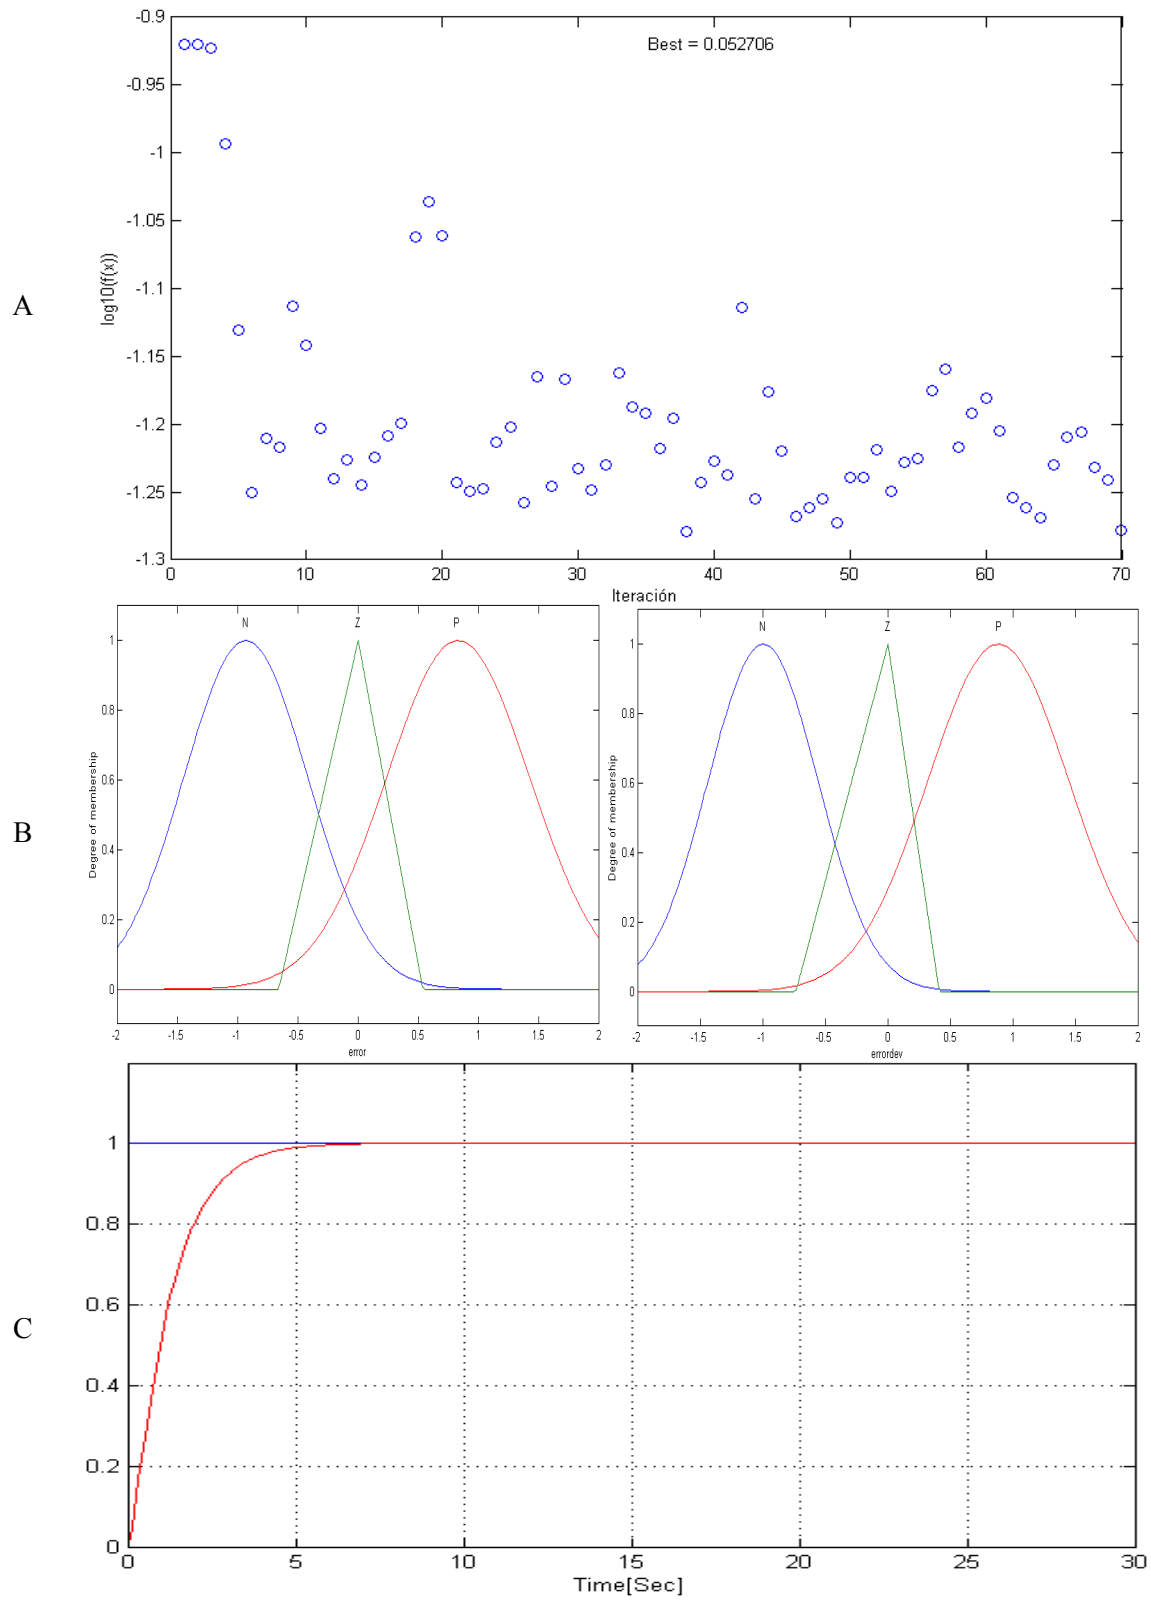 A
-0.9
-0.95
-1
-1.05
-1.1
-1.15
-1.2
-1.25
-1.3
log10(f(x))
Best = 0.052706
0 10 20 30 40 50 60 70
Iteración
B
N Z P
1
0.8
0.6
0.4
0.2
0
Degree of membership
-2 -1.5 -1 -0.5 0 0.5 1 1.5 2
error
N Z P
1
0.8
0.6
0.4
0.2
0
Degree of membership
-2 -1.5 -1 -0.5 0 0.5 1 1.5 2
errordev
C
1
0.8
0.6
0.4
0.2
0
0 5 10 15 20 25 30
Time[Sec]